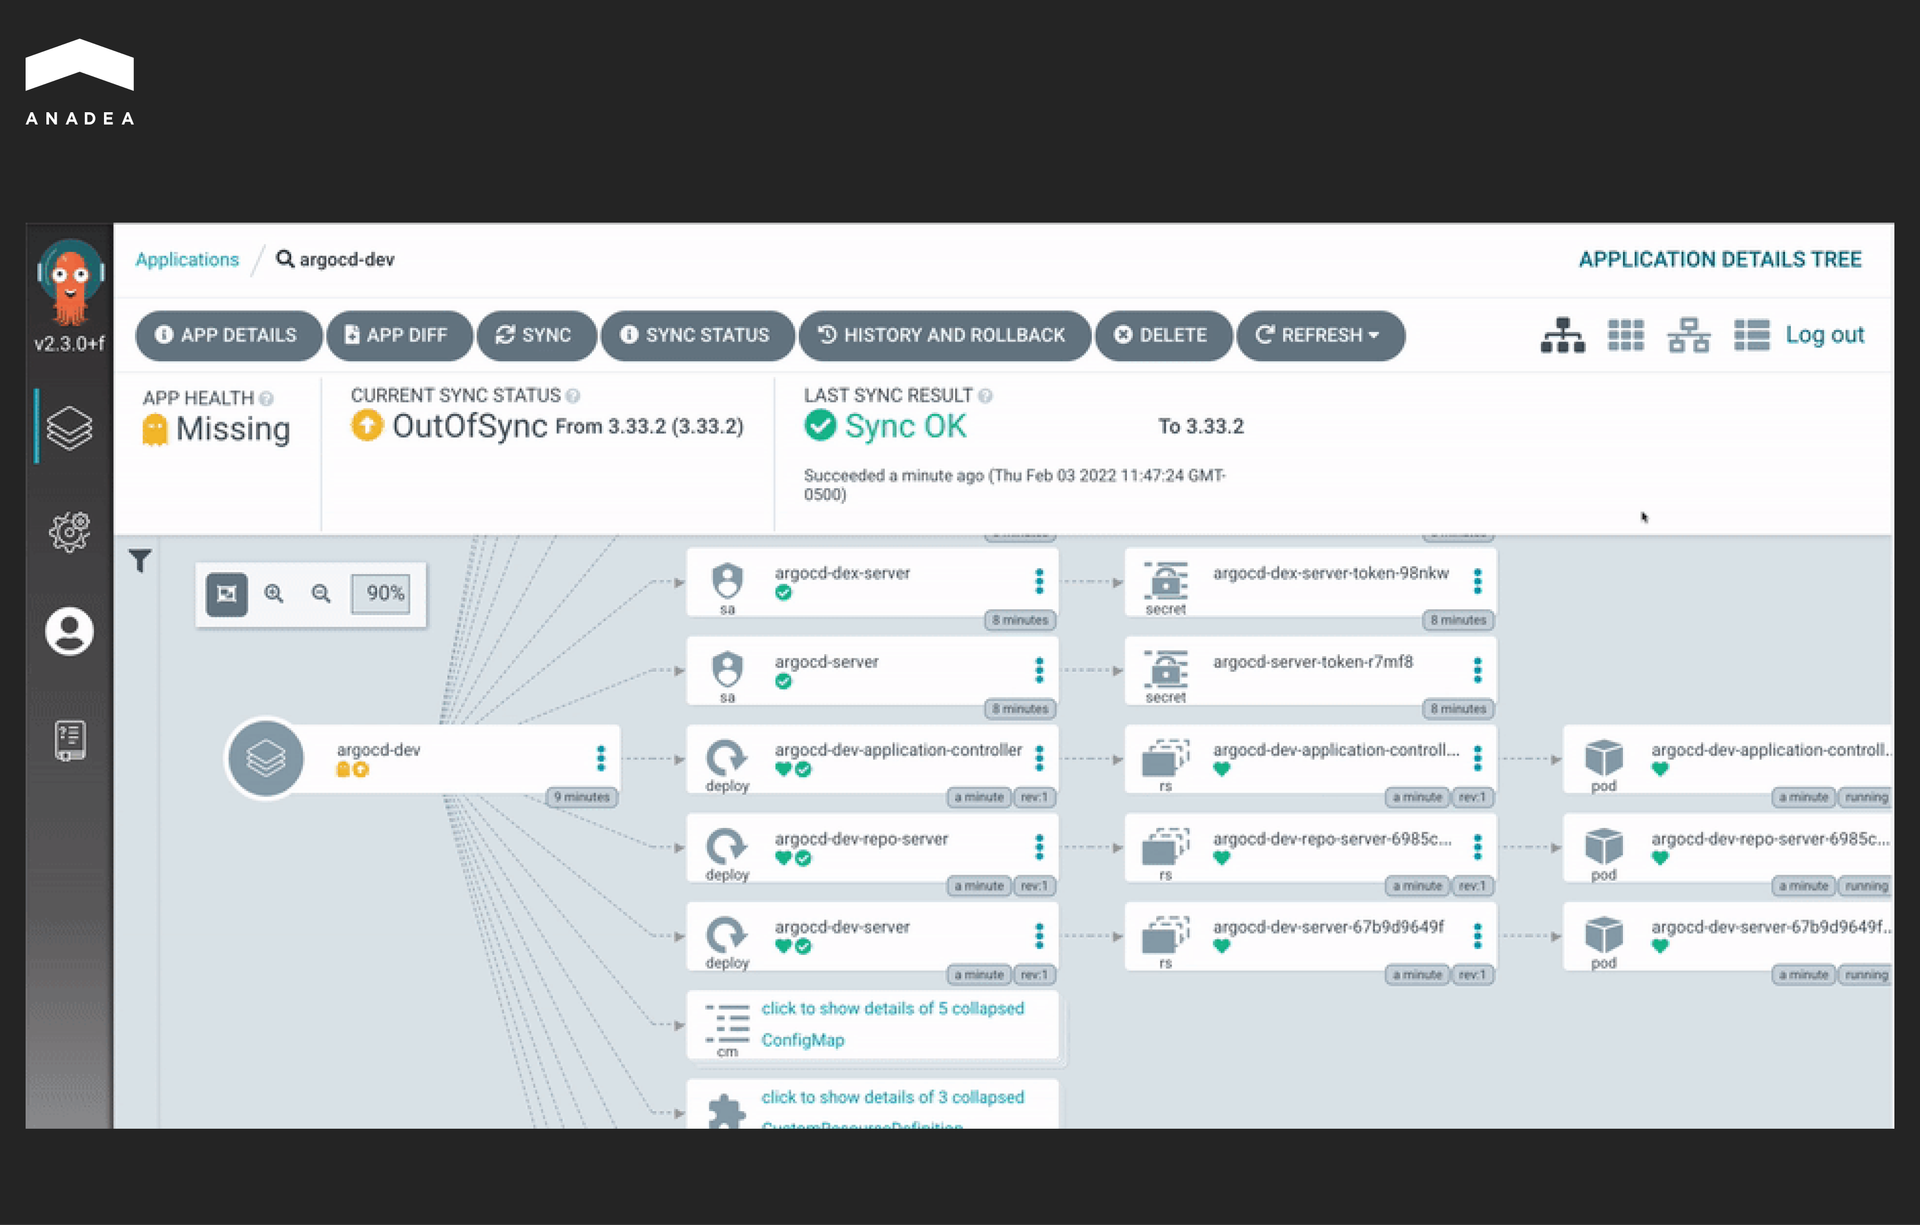 ANADEA
Applications
argocd-dev
APPLICATION DETAILS TREE
v2.3.0+f
APP DETAILS
APP DIFF
SYNC
SYNC STATUS
HISTORY AND ROLLBACK
DELETE
REFRESH
Log out
APP HEALTH
Missing
CURRENT SYNC STATUS
OutOfSync From 3.33.2 (3.33.2)
LAST SYNC RESULT
Sync OK
To 3.33.2
Succeeded a minute ago (Thu Feb 03 2022 11:47:24 GMT-
0500)
90%
argocd-dex-server
sa
8 minutes
argocd-dex-server-token-98nkw
secret
8 minutes
argocd-server
sa
8 minutes
argocd-server-token-r7mf8
secret
8 minutes
argocd-dev
9 minutes
argocd-dev-application-controller
deploy
a minute
rev:1
argocd-dev-application-controll...
rs
a minute
rev:1
argocd-dev-application-controll..
pod
a minute
running
argocd-dev-repo-server
deploy
a minute
rev:1
argocd-dev-repo-server-6985c...
rs
a minute
rev:1
argocd-dev-repo-server-6985c...
pod
a minute
running
argocd-dev-server
deploy
a minute
rev:1
argocd-dev-server-67b9d9649f
rs
a minute
rev:1
argocd-dev-server-67b9d9649f..
pod
a minute
running
click to show details of 5 collapsed
ConfigMap
cm
click to show details of 3 collapsed
CustomResourceDefinition